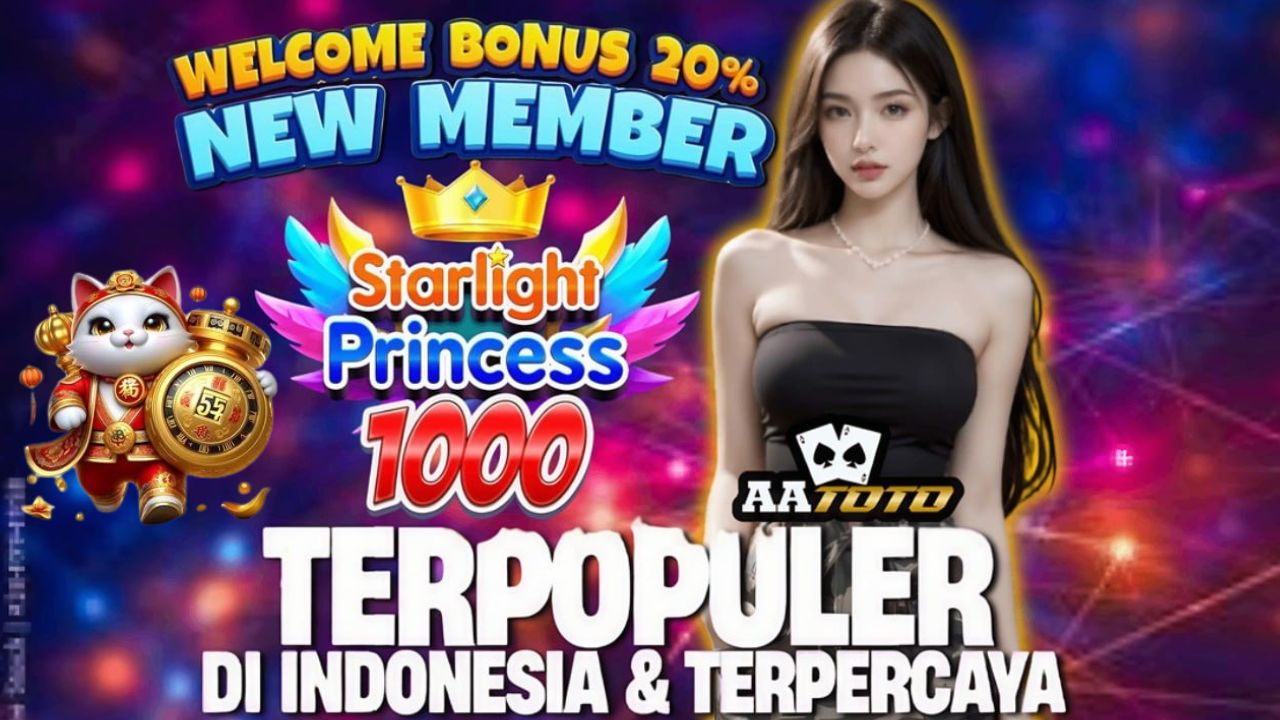 WELCOME BONUS 20%
NEW MEMBER
Starlight
Princess
1000
AATOTO
TERPOPULER
DI INDONESIA & TERPERCAYA